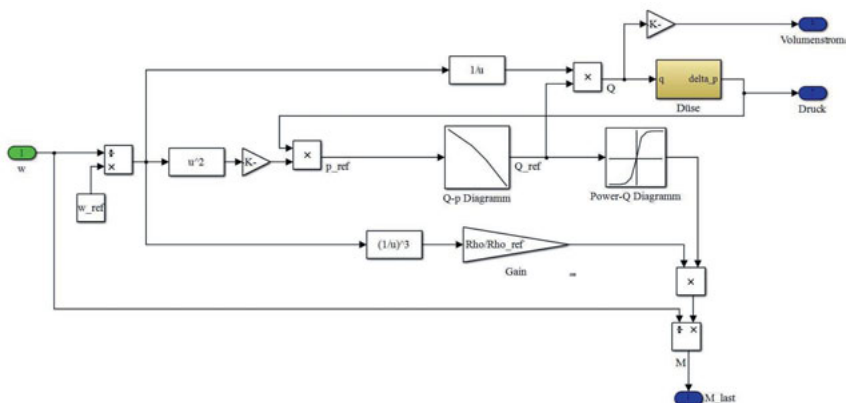 K-
Volumenstrom/
1/u
×
Q
q delta_p
Düse
Druck
1
w
÷
×
w_ref
u^2
K-
×
p_ref
Q-p Diagramm
Q_ref
Power-Q Diagramm
(1/u)^3
Rho/Rho_ref
Gain
×
÷ ×
M
M_last